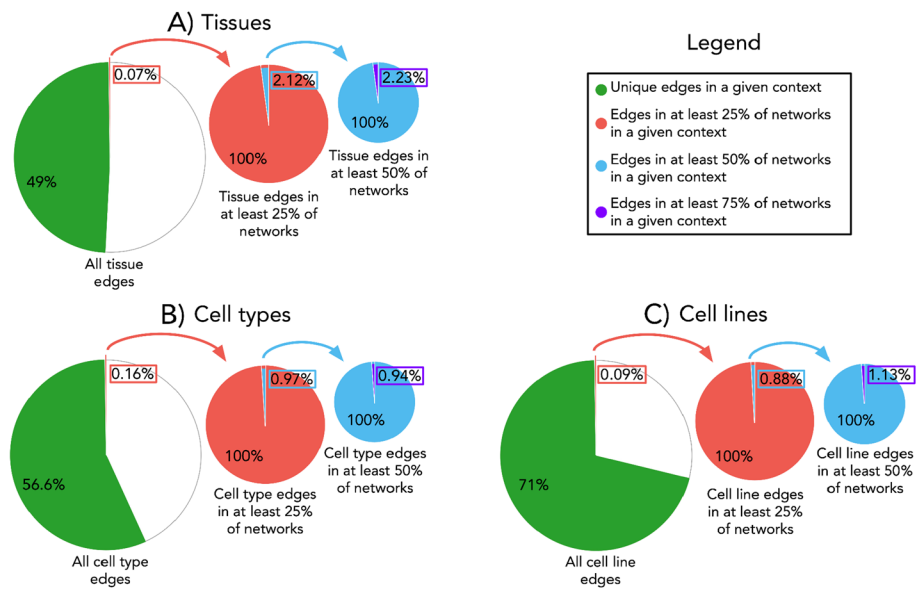 A) Tissues
0.07%
2.12%
2.23%
49%
100%
100%
All tissue
edges
Tissue edges in
at least 25% of
networks
Tissue edges in
at least 50% of
networks
Legend
Unique edges in a given context
Edges in at least 25% of networks
in a given context
Edges in at least 50% of networks
in a given context
Edges in at least 75% of networks
in a given context
B) Cell types
0.16%
0.97%
0.94%
56.6%
100%
100%
All cell type
edges
Cell type edges
in at least 25%
of networks
Cell type edges
in at least 50%
of networks
C) Cell lines
0.09%
0.88%
1.13%
71%
100%
100%
All cell line
edges
Cell line edges
in at least 25%
of networks
Cell line edges
in at least 50%
of networks